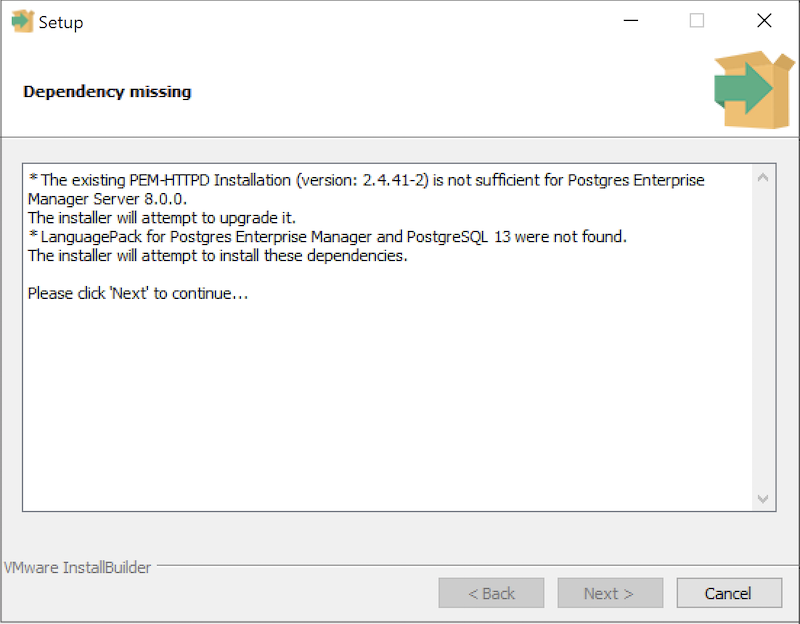 Setup
Dependency missing
* The existing PEM-HTTPD Installation (version: 2.4.41-2) is not sufficient for Postgres Enterprise
Manager Server 8.0.0.
The installer will attempt to upgrade it.
* LanguagePack for Postgres Enterprise Manager and PostgreSQL 13 were not found.
The installer will attempt to install these dependencies.
Please click 'Next' to continue...
VMware InstallBuilder
< Back
Next >
Cancel